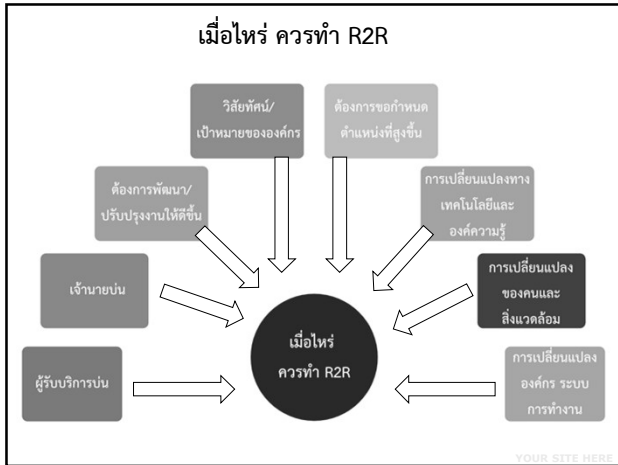 เมื่อไหร่ ควรทำ R2R
วิสัยทัศน์/
เป้าหมายขององค์กร
ต้องการขอกำหนด
ตำแหน่งที่สูงขึ้น
ต้องการพัฒนา/
ปรับปรุงงานให้ดีขึ้น
การเปลี่ยนแปลงทาง
เทคโนโลยีและ
องค์ความรู้
เจ้านายบ่น
การเปลี่ยนแปลง
ของคนและ
สิ่งแวดล้อม
เมื่อไหร่
ควรทำ R2R
ผู้รับบริการบ่น
การเปลี่ยนแปลง
องค์กร ระบบ
การทำงาน
YOUR SITE HERE